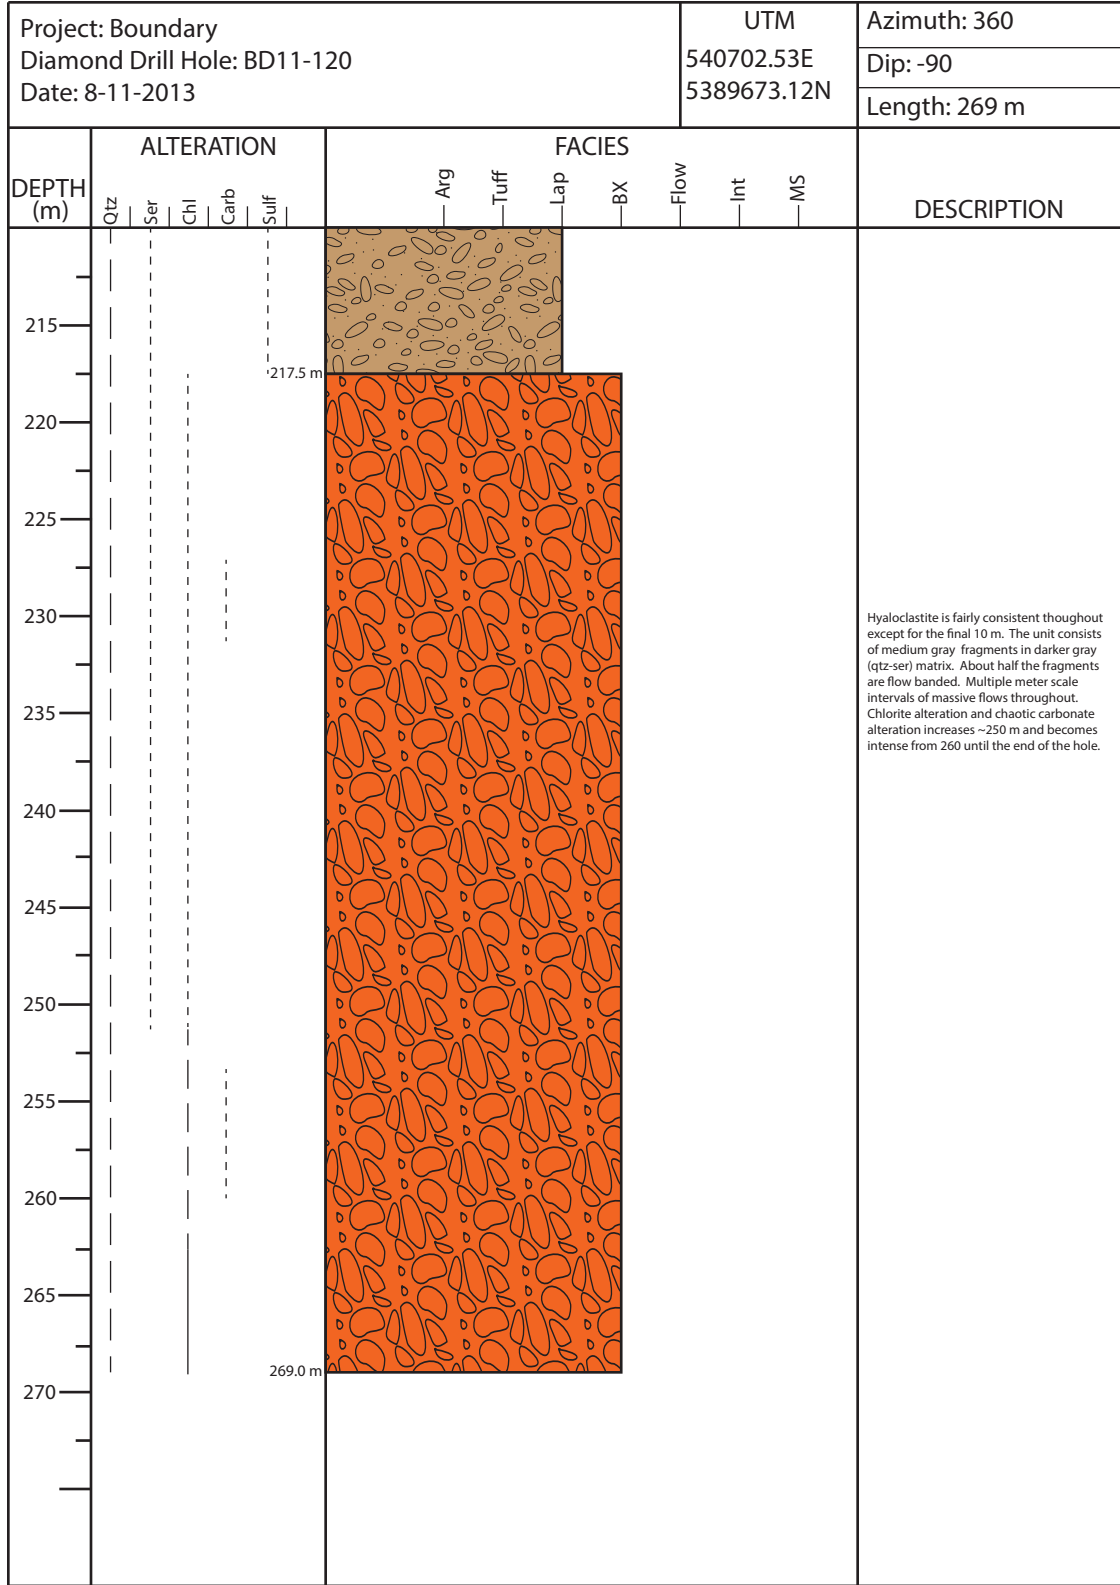 Project: Boundary
Diamond Drill Hole: BD11-120
Date: 8-11-2013
UTM
540702.53E
5389673.12N
Azimuth: 360
Dip: -90
Length: 269 m
DEPTH
(m)
ALTERATION
Qtz
Ser
Chl
Carb
Sulf
FACIES
Arg
Tuff
Lap
BX
Flow
Int
MS
DESCRIPTION
215
217.5 m
220
225
230
235
240
245
250
255
260
265
269.0 m
270
Hyaloclastite is fairly consistent thoughout
except for the final 10 m. The unit consists
of medium gray fragments in darker gray
(qtz-ser) matrix. About half the fragments
are flow banded. Multiple meter scale
intervals of massive flows throughout.
Chlorite alteration and chaotic carbonate
alteration increases ~250 m and becomes
intense from 260 until the end of the hole.